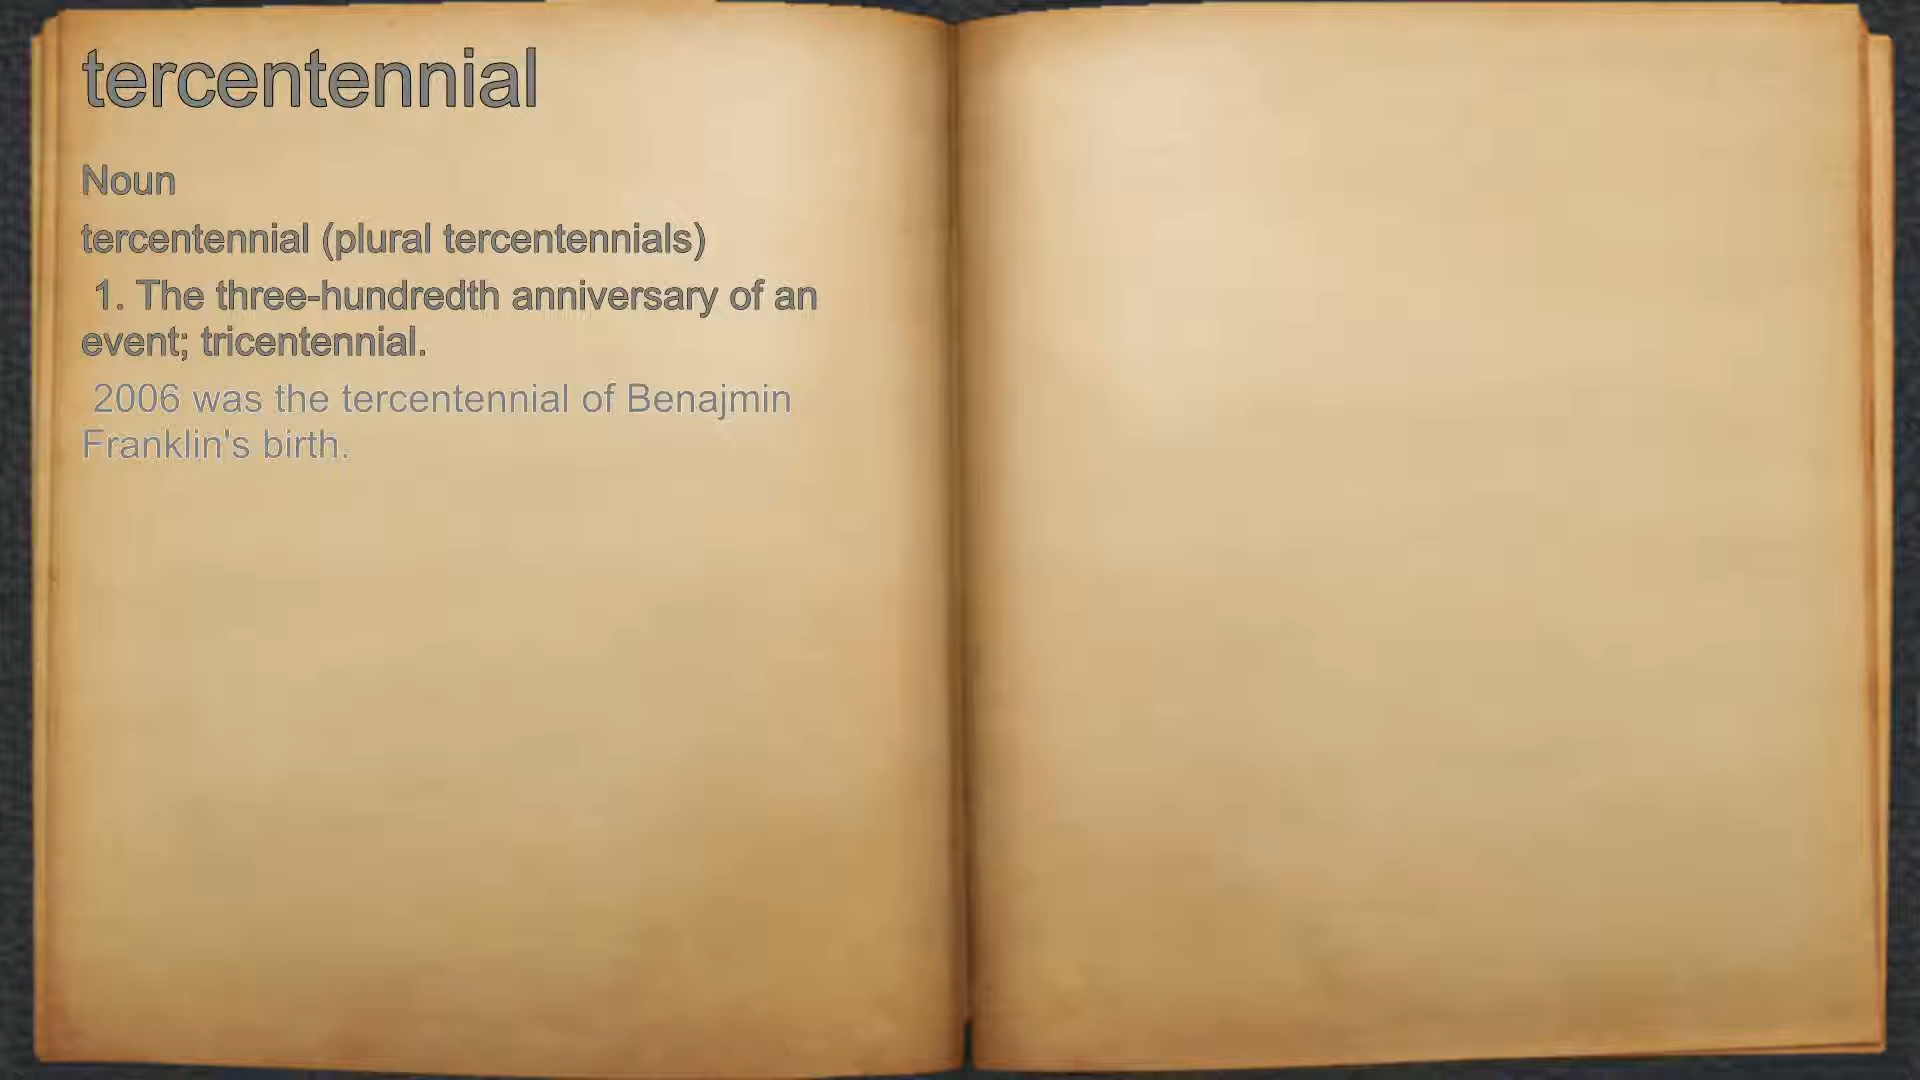 tercentennial
Noun
tercentennial (plural tercentennials)
1. The three-hundredth anniversary of an
event; tricentennial.
2006 was the tercentennial of Benajmin
Franklin's birth.